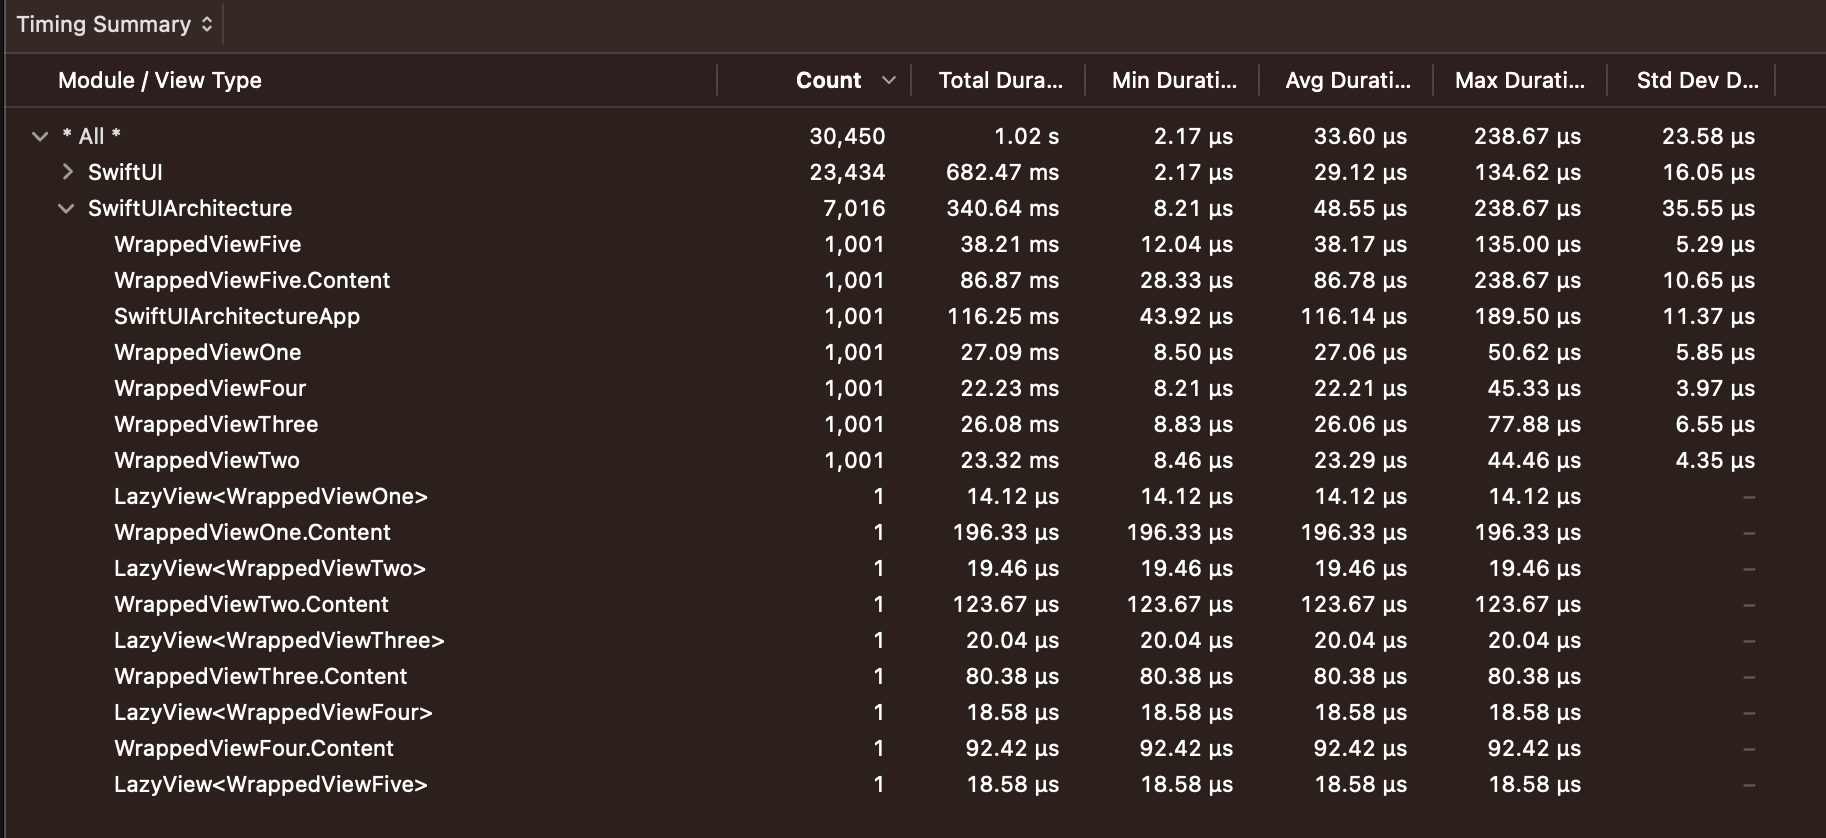 Timing Summary
Module / View Type Count Total Dura... Min Durati... Avg Durati... Max Durati... Std Dev D...
* All * 30,450 1.02 s 2.17 µs 33.60 µs 238.67 µs 23.58 µs
SwiftUI 23,434 682.47 ms 2.17 µs 29.12 µs 134.62 µs 16.05 µs
SwiftUIArchitecture 7,016 340.64 ms 8.21 µs 48.55 µs 238.67 µs 35.55 µs
WrappedViewFive 1,001 38.21 ms 12.04 µs 38.17 µs 135.00 µs 5.29 µs
WrappedViewFive.Content 1,001 86.87 ms 28.33 µs 86.78 µs 238.67 µs 10.65 µs
SwiftUIArchitectureApp 1,001 116.25 ms 43.92 µs 116.14 µs 189.50 µs 11.37 µs
WrappedViewOne 1,001 27.09 ms 8.50 µs 27.06 µs 50.62 µs 5.85 µs
WrappedViewFour 1,001 22.23 ms 8.21 µs 22.21 µs 45.33 µs 3.97 µs
WrappedViewThree 1,001 26.08 ms 8.83 µs 26.06 µs 77.88 µs 6.55 µs
WrappedViewTwo 1,001 23.32 ms 8.46 µs 23.29 µs 44.46 µs 4.35 µs
LazyView<WrappedViewOne> 1 14.12 µs 14.12 µs 14.12 µs 14.12 µs –
WrappedViewOne.Content 1 196.33 µs 196.33 µs 196.33 µs 196.33 µs –
LazyView<WrappedViewTwo> 1 19.46 µs 19.46 µs 19.46 µs 19.46 µs –
WrappedViewTwo.Content 1 123.67 µs 123.67 µs 123.67 µs 123.67 µs –
LazyView<WrappedViewThree> 1 20.04 µs 20.04 µs 20.04 µs 20.04 µs –
WrappedViewThree.Content 1 80.38 µs 80.38 µs 80.38 µs 80.38 µs –
LazyView<WrappedViewFour> 1 18.58 µs 18.58 µs 18.58 µs 18.58 µs –
WrappedViewFour.Content 1 92.42 µs 92.42 µs 92.42 µs 92.42 µs –
LazyView<WrappedViewFive> 1 18.58 µs 18.58 µs 18.58 µs 18.58 µs –